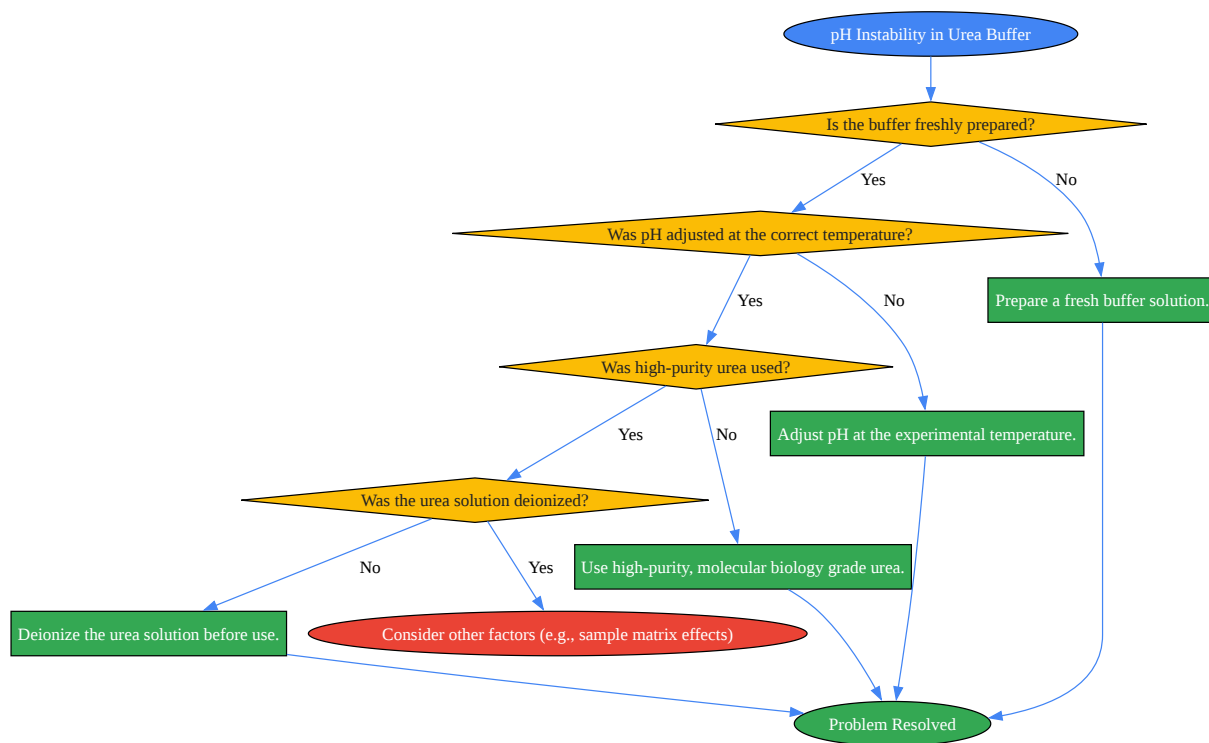 pH Instability in Urea Buffer
Is the buffer freshly prepared?
Yes
No
Was pH adjusted at the correct temperature?
Yes
No
Prepare a fresh buffer solution.
Was high-purity urea used?
Yes
No
Adjust pH at the experimental temperature.
Was the urea solution deionized?
No
Yes
Use high-purity, molecular biology grade urea.
Deionize the urea solution before use.
Consider other factors (e.g., sample matrix effects)
Problem Resolved